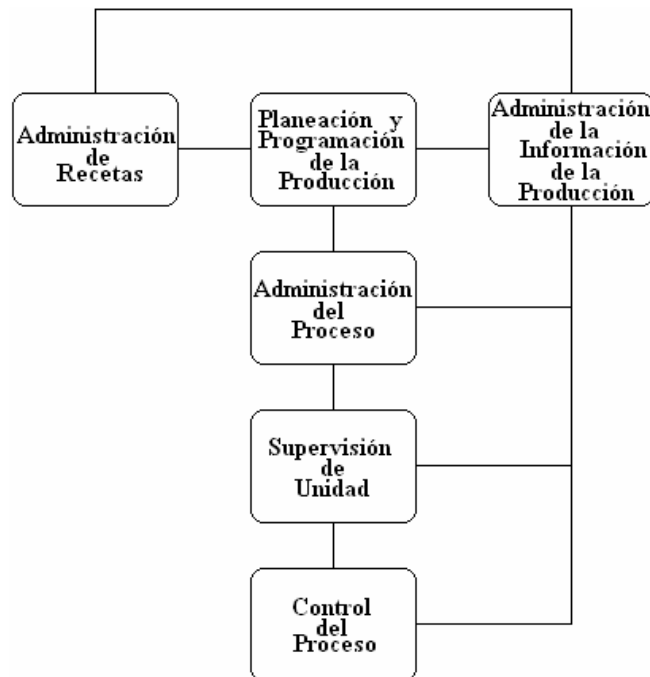 Administración
de
Recetas
Planeación y
Programación
de la
Producción
Administración
de la
Información
de la
Producción
Administración
del
Proceso
Supervisión
de
Unidad
Control
del
Proceso